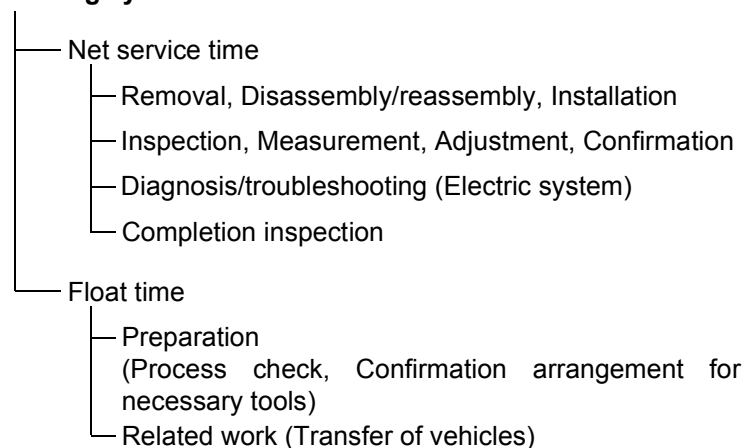 Net service time
Removal, Disassembly/reassembly, Installation
Inspection, Measurement, Adjustment, Confirmation
Diagnosis/troubleshooting (Electric system)
Completion inspection
Float time
Preparation
(Process check, Confirmation arrangement for
necessary tools)
Related work (Transfer of vehicles)